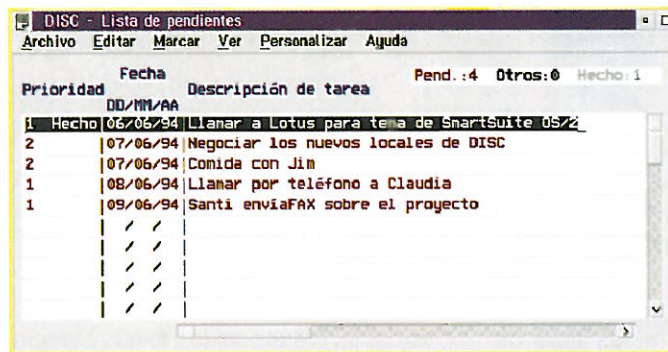 DISC - Lista de pendientes
Archivo Editar Marcar Ver Personalizar Ayuda
Prioridad Fecha DD/MM/AA Descripción de tarea Pend.:4 Otros:0 Hecho:1
1 Hecho 06/06/94 Llamar a Lotus para tema de SmartSuite OS/2
2 07/06/94 Negociar los nuevos locales de DISC
2 07/06/94 Comida con Jim
1 08/06/94 Llamar por teléfono a Claudia
1 09/06/94 Santi envíaFAX sobre el proyecto
/ /
/ /
/ /
/ /
/ /